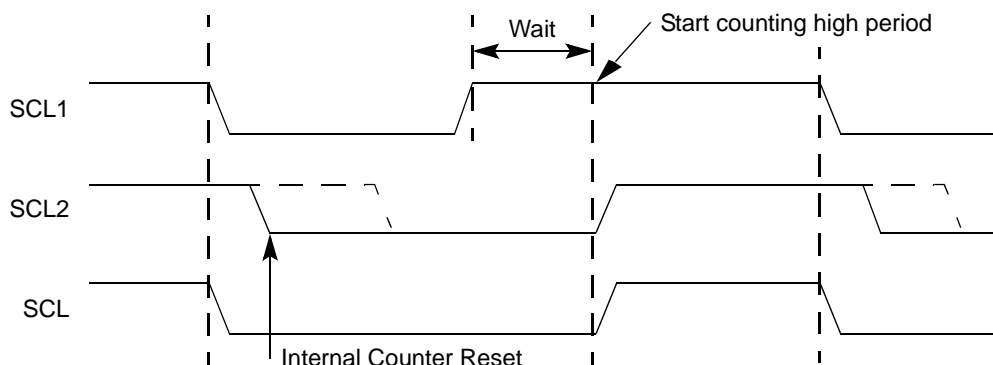 Start counting high period
Wait
SCL1
SCL2
SCL
Internal Counter Reset